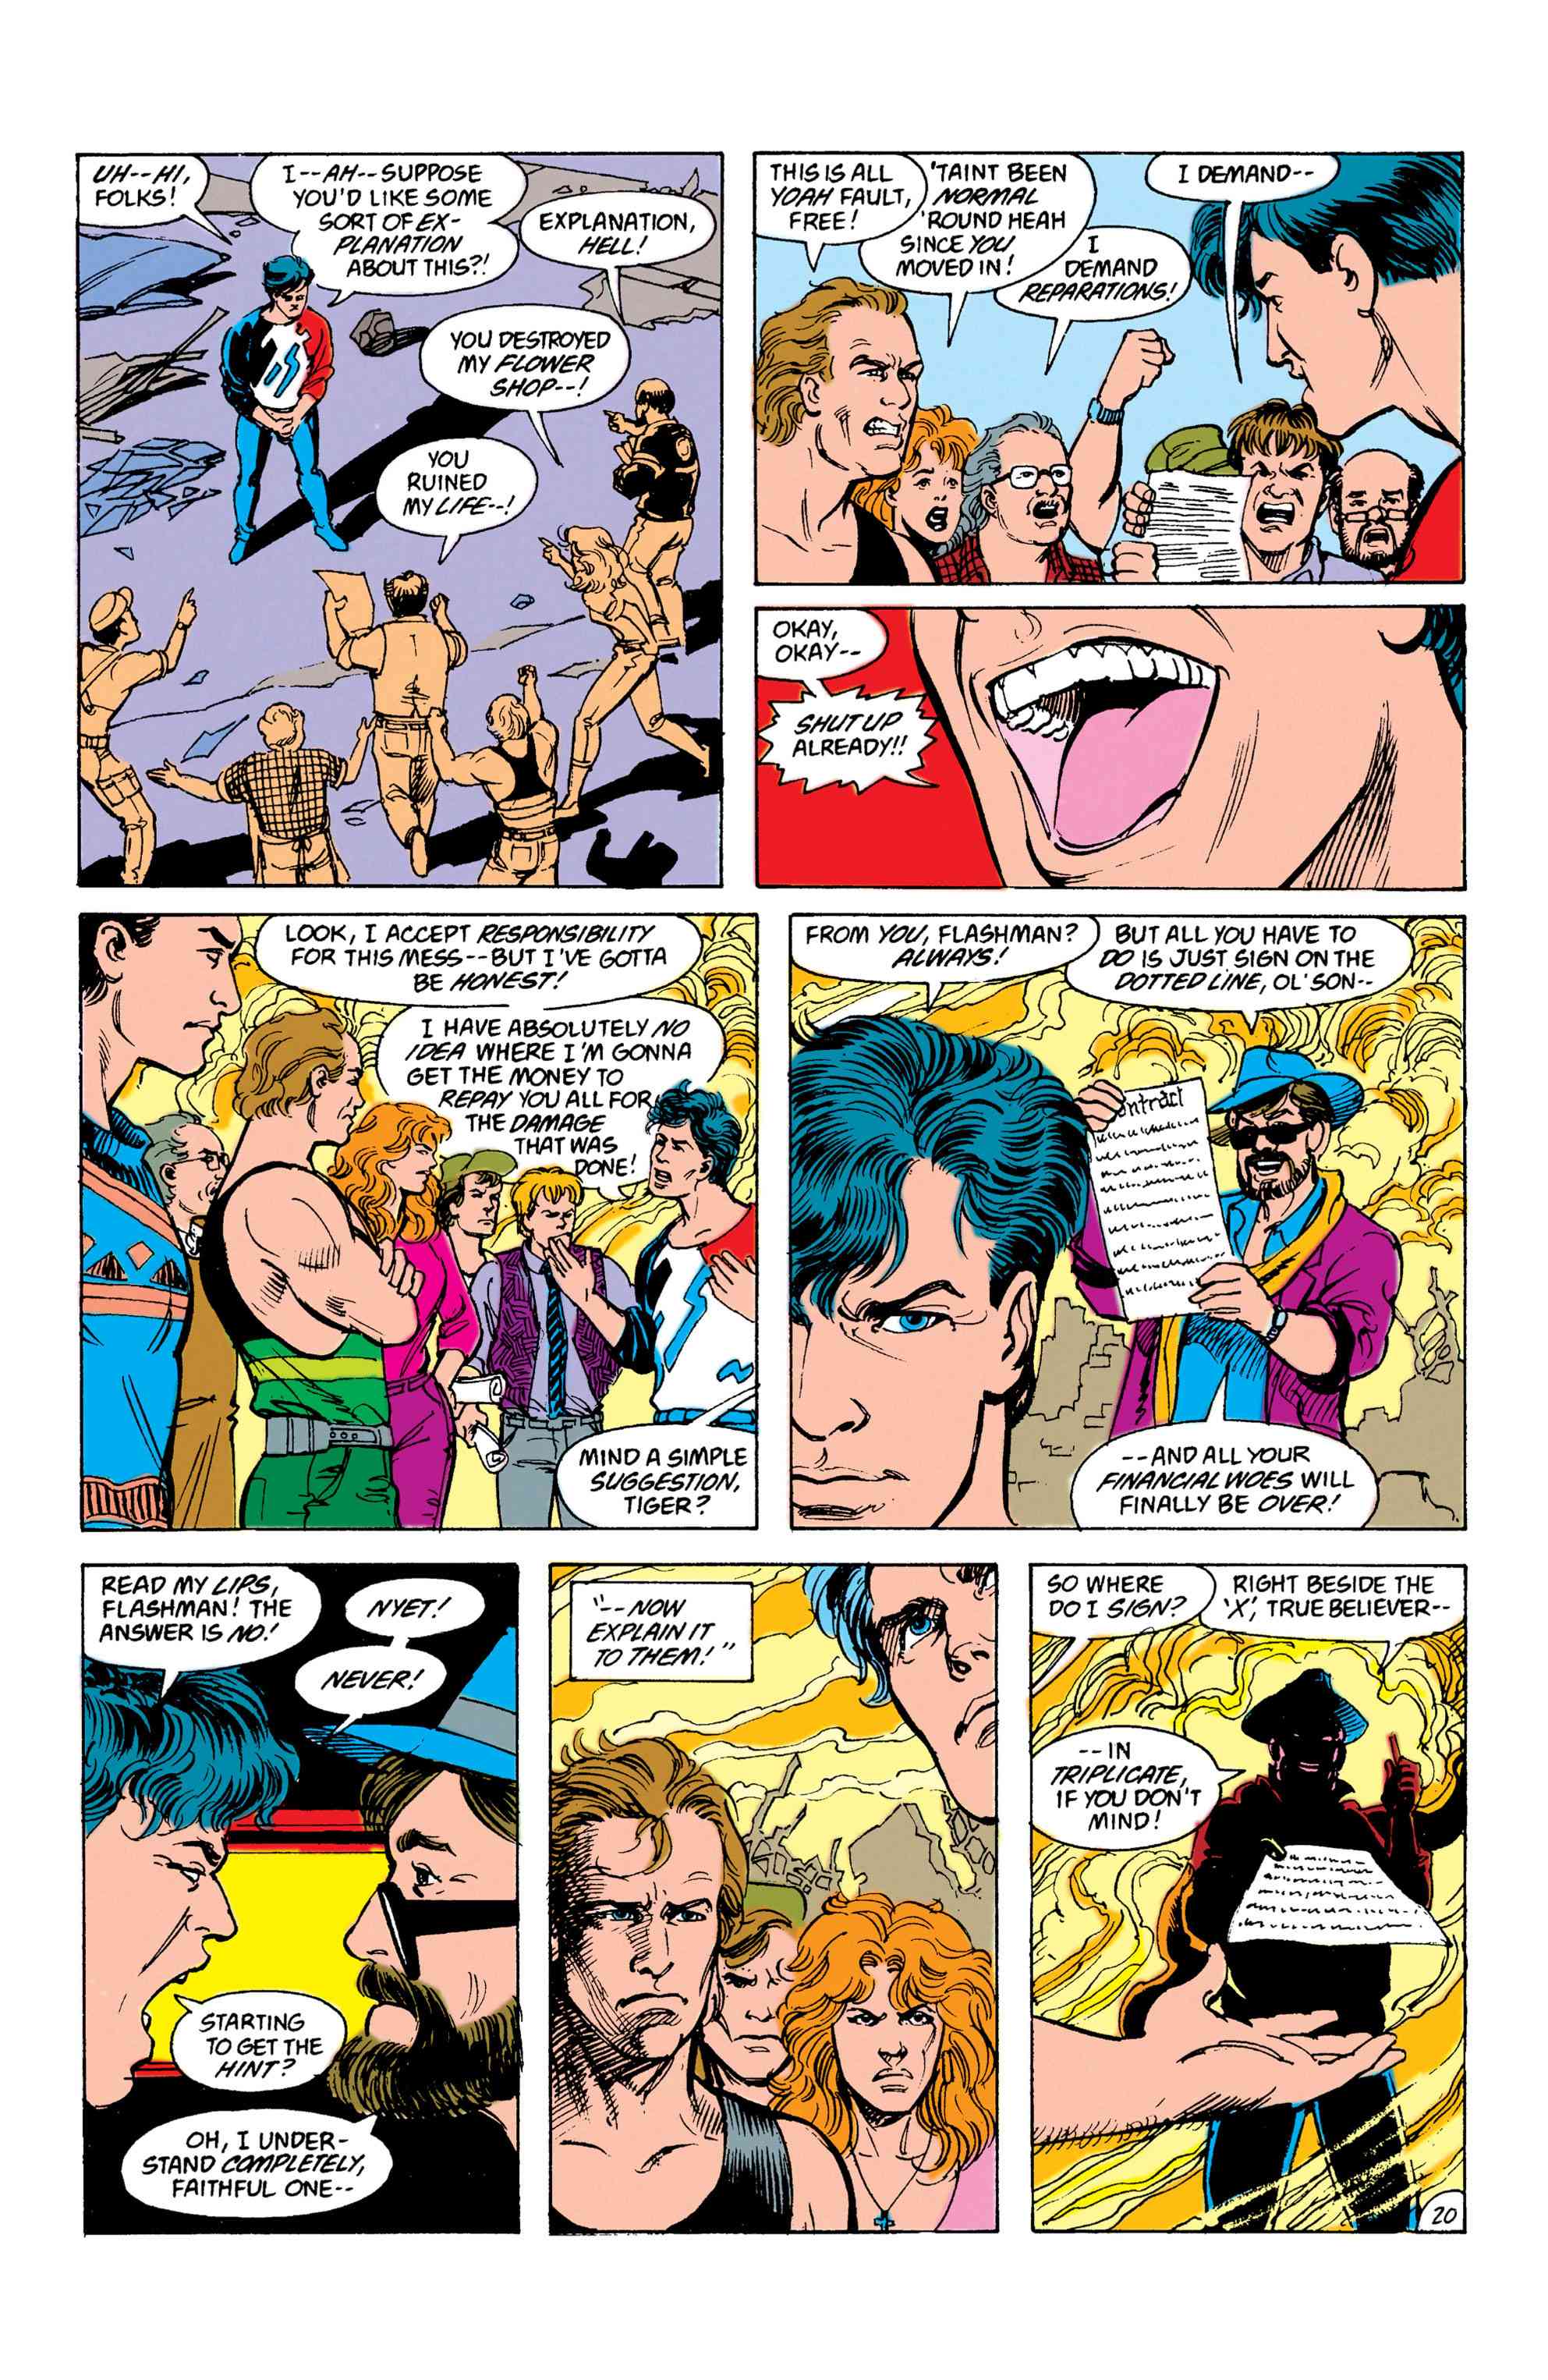 UH--HI,
FOLKS!
I--AH--SUPPOSE
YOU'D LIKE SOME
SORT OF EX-
PLANATION
ABOUT THIS?!
EXPLANATION,
HELL!
YOU DESTROYED
MY FLOWER
SHOP--!
YOU
RUINED
MY LIFE--!
THIS IS ALL
YOAH FAULT,
FREE!
'TAINT BEEN
NORMAL
'ROUND HEAH
SINCE YOU
MOVED IN!
I
DEMAND
REPARATIONS!
I DEMAND--
OKAY,
OKAY--
SHUT UP
ALREADY!!
LOOK, I ACCEPT RESPONSIBILITY
FOR THIS MESS--BUT I'VE GOTTA
BE HONEST!
I HAVE ABSOLUTELY NO
IDEA WHERE I'M GONNA
GET THE MONEY TO
REPAY YOU ALL FOR
THE DAMAGE
THAT WAS
DONE!
MIND A SIMPLE
SUGGESTION,
TIGER?
FROM YOU, FLASHMAN?
ALWAYS!
BUT ALL YOU HAVE TO
DO IS JUST SIGN ON THE
DOTTED LINE, OL' SON--
ontract
--AND ALL YOUR
FINANCIAL WOES WILL
FINALLY BE OVER!
READ MY LIPS,
FLASHMAN! THE
ANSWER IS NO!
NYET!
NEVER!
STARTING
TO GET THE
HINT?
OH, I UNDER-
STAND COMPLETELY,
FAITHFUL ONE--
"--NOW
EXPLAIN IT
TO THEM!"
SO WHERE
DO I SIGN?
RIGHT BESIDE THE
'X', TRUE BELIEVER--
--IN
TRIPLICATE,
IF YOU DON'T
MIND!
20